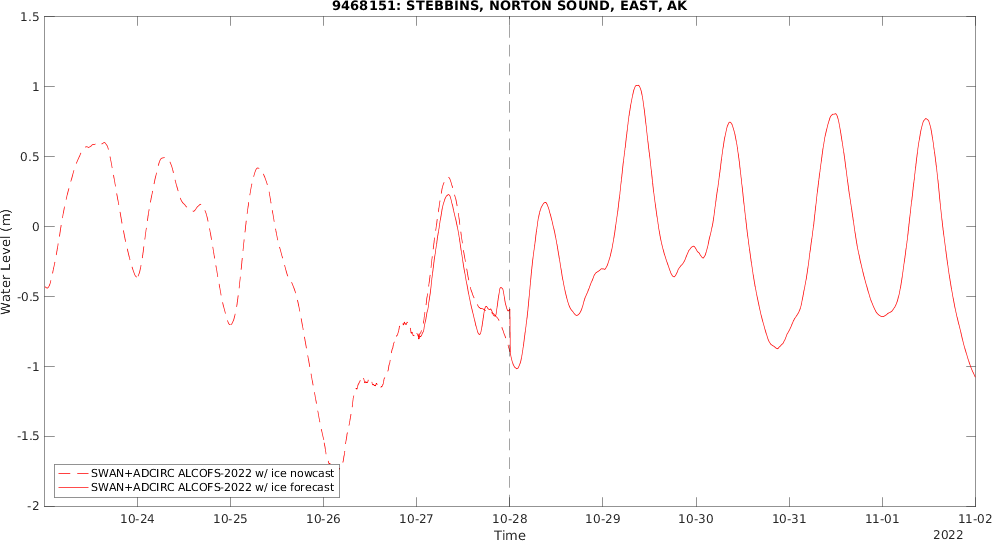 9468151: STEBBINS, NORTON SOUND, EAST, AK
1.5
1
0.5
0
-0.5
-1
-1.5
-2
Water Level (m)
SWAN+ADCIRC ALCOFS-2022 w/ ice nowcast
SWAN+ADCIRC ALCOFS-2022 w/ ice forecast
10-24 10-25 10-26 10-27 10-28 10-29 10-30 10-31 11-01 11-02
Time
2022